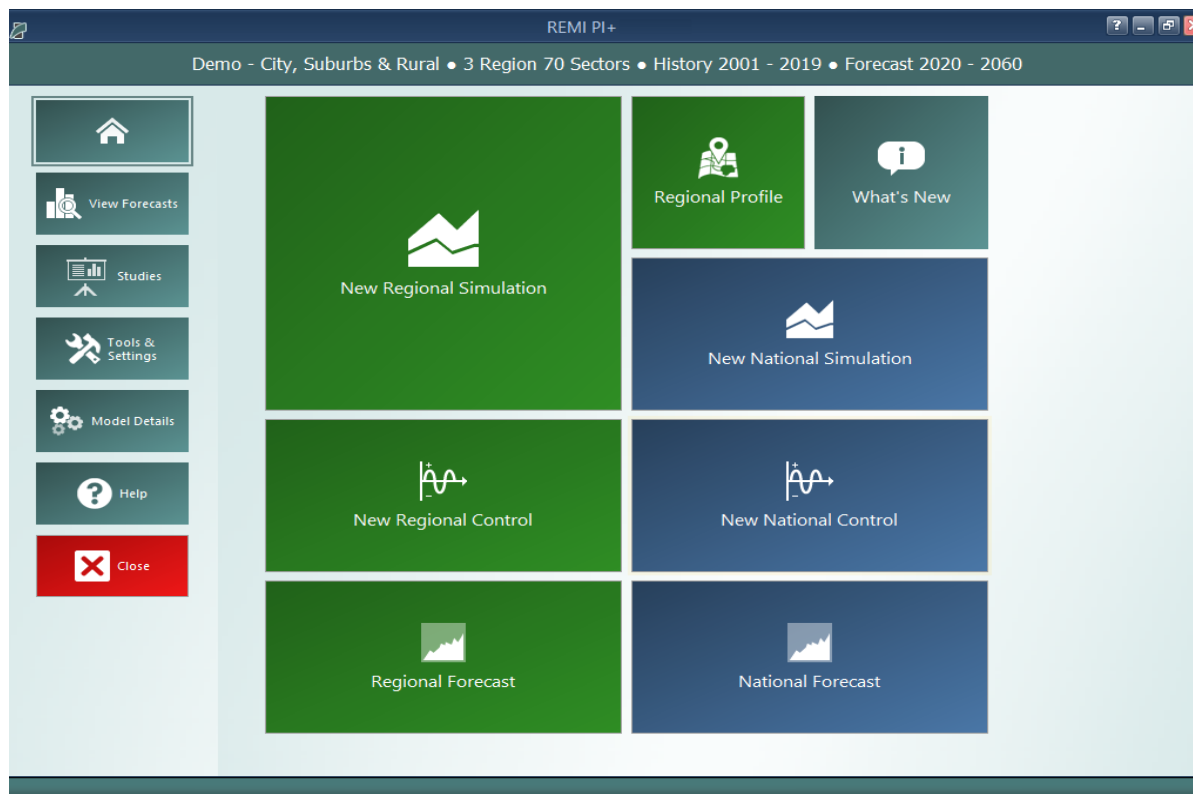 REMI PI+
Demo - City, Suburbs & Rural ● 3 Region 70 Sectors ● History 2001 - 2019 ● Forecast 2020 - 2060
View Forecasts
Studies
Tools &
Settings
Model Details
Help
Close
New Regional Simulation
Regional Profile
What's New
New National Simulation
New Regional Control
New National Control
Regional Forecast
National Forecast